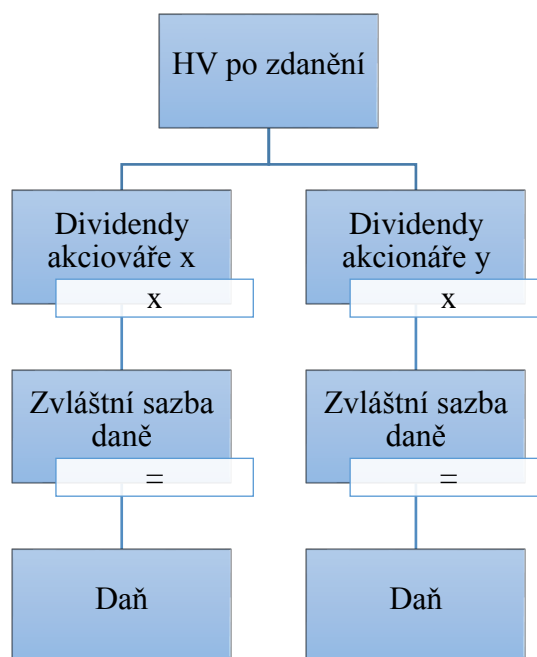 HV po zdanění
Dividendy
akciováře x
x
Dividendy
akcionáře y
x
Zvláštní sazba
daně
=
Zvláštní sazba
daně
=
Daň
Daň